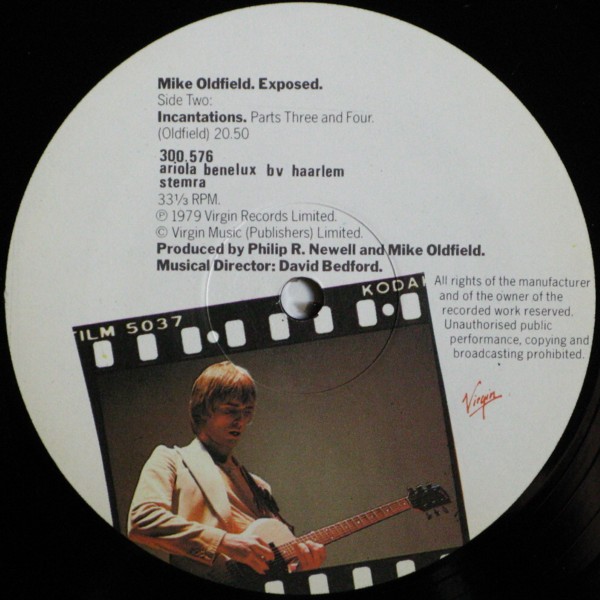 Mike Oldfield. Exposed.
Side Two:
Incantations. Parts Three and Four.
(Oldfield) 20.50
300.576
ariola benelux bv haarlem
stemra
33⅓ RPM.
℗ 1979 Virgin Records Limited.
© Virgin Music (Publishers) Limited.
Produced by Philip R. Newell and Mike Oldfield.
Musical Director: David Bedford.
All rights of the manufacturer
and of the owner of the
recorded work reserved.
Unauthorised public
performance, copying and
broadcasting prohibited.
ILM 5037
KODA
Virgin